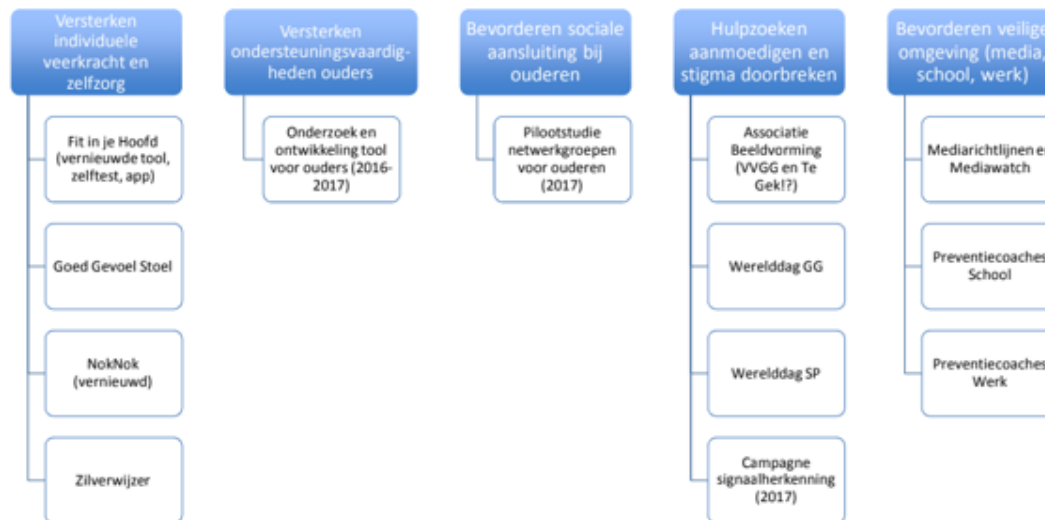 Versterken
individuele
veerkracht en
zelfzorg
Fit in je Hoofd
(vernieuwde tool,
zelftest, app)
Goed Gevoel Stoel
NokNok
(vernieuwd)
Zilverwijzer
Versterken
ondersteuningsvaardig-
heden ouders
Onderzoek en
ontwikkeling tool
voor ouders (2016-
2017)
Bevorderen sociale
aansluiting bij
ouderen
Pilootstudie
netwerkgroepen
voor ouderen
(2017)
Hulpzoeken
aanmoedigen en
stigma doorbreken
Associatie
Beeldvorming
(VVGG en Te
Gek!?)
Werelddag GG
Werelddag SP
Campagne
signaalherkenning
(2017)
Bevorderen veilige
omgeving (media,
school, werk)
Mediarichtlijnen en
Mediawatch
Preventiecoaches
School
Preventiecoaches
Werk